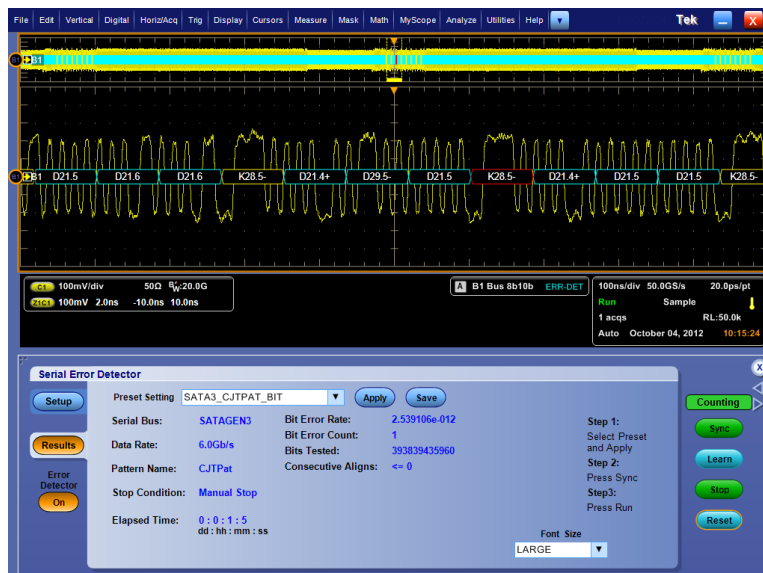 File Edit Vertical Digital Horiz/Acq Trig Display Cursors Measure Mask Math MyScope Analyze Utilities Help Tek X
B1 B1
B1 B1 D21.5 D21.6 D21.6 K28.5- D21.4+ D29.5- D21.5 K28.5- D21.4+ D21.5 D21.5 K28.5-
C1 100mV/div 50Ω BW:20.0G
Z1C1 100mV 2.0ns -10.0ns 10.0ns
A B1 Bus 8b10b ERR-DET
100ns/div 50.0GS/s 20.0ps/pt
Run Sample
1 acqs RL:50.0k
Auto October 04, 2012 10:15:24
Serial Error Detector
X
Setup
Results
Error
Detector
On
Preset Setting SATA3_CJTPAT_BIT Apply Save
Serial Bus: SATAGEN3
Data Rate: 6.0Gb/s
Pattern Name: CJTPat
Stop Condition: Manual Stop
Elapsed Time: 0 : 0 : 1 : 5
dd : hh : mm : ss
Bit Error Rate: 2.539106e-012
Bit Error Count: 1
Bits Tested: 393839435960
Consecutive Aligns: <= 0
Step 1:
Select Preset
and Apply
Step 2:
Press Sync
Step3:
Press Run
Font Size
LARGE
Counting
Sync
Learn
Stop
Reset